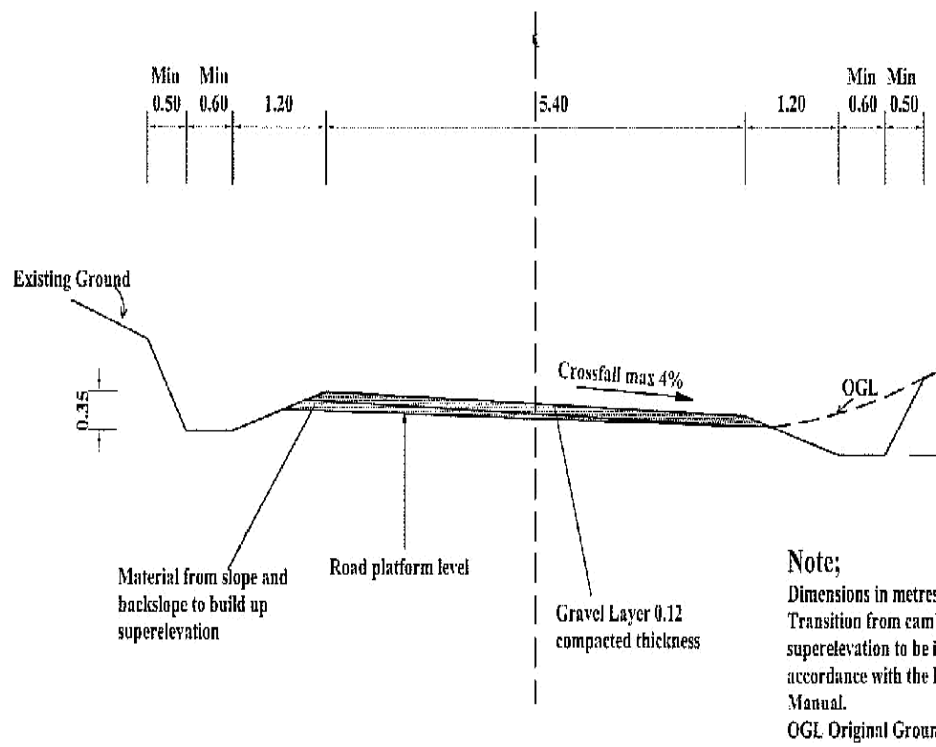 Min Min Min Min
0.50 0.60 1.20 5.40 1.20 0.60 0.50
Existing Ground
Crossfall max 4%
OGL
0.35
Material from slope and
backslope to build up
superelevation
Road platform level
Gravel Layer 0.12
compacted thickness
Note;
Dimensions in metres
Transition from cam
superelevation to be i
accordance with the
Manual.
OGL Original Groun